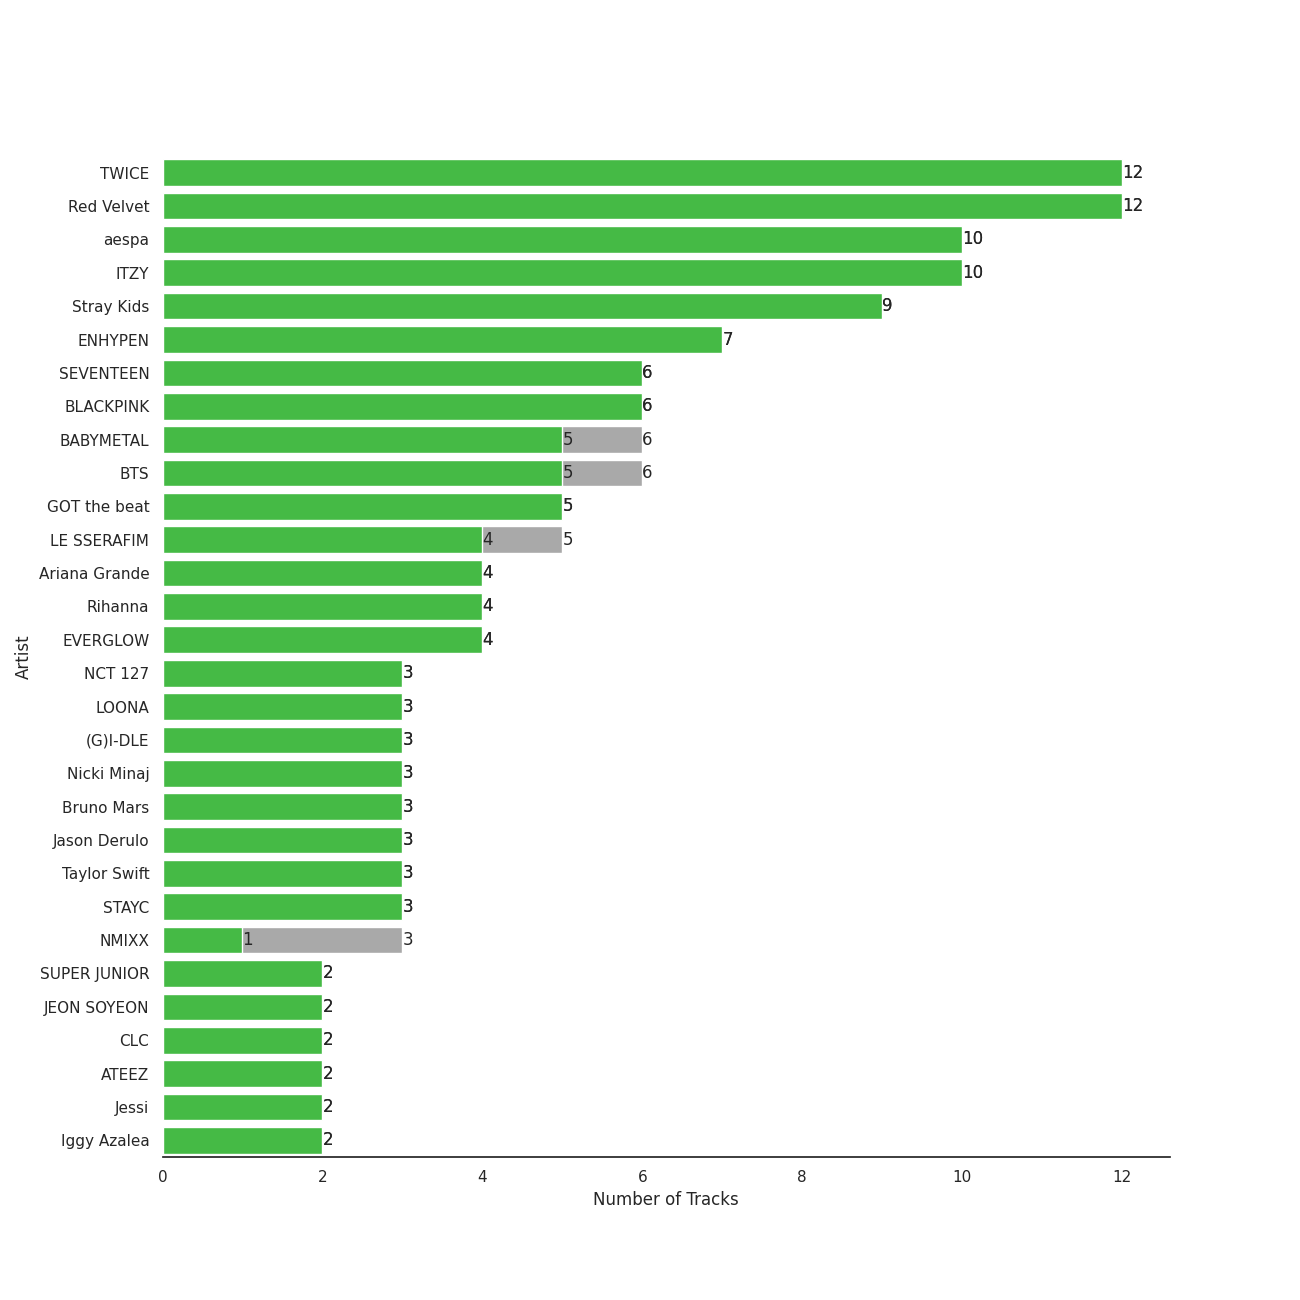 TWICE 12
Red Velvet 12
aespa 10
ITZY 10
Stray Kids 9
ENHYPEN 7
SEVENTEEN 6
BLACKPINK 6
BABYMETAL 5 6
BTS 5 6
GOT the beat 5
LE SSERAFIM 4 5
Ariana Grande 4
Rihanna 4
EVERGLOW 4
NCT 127 3
LOONA 3
(G)I-DLE 3
Nicki Minaj 3
Bruno Mars 3
Jason Derulo 3
Taylor Swift 3
STAYC 3
NMIXX 1 3
SUPER JUNIOR 2
JEON SOYEON 2
CLC 2
ATEEZ 2
Jessi 2
Iggy Azalea 2
0 2 4 6 8 10 12
Number of Tracks
Artist